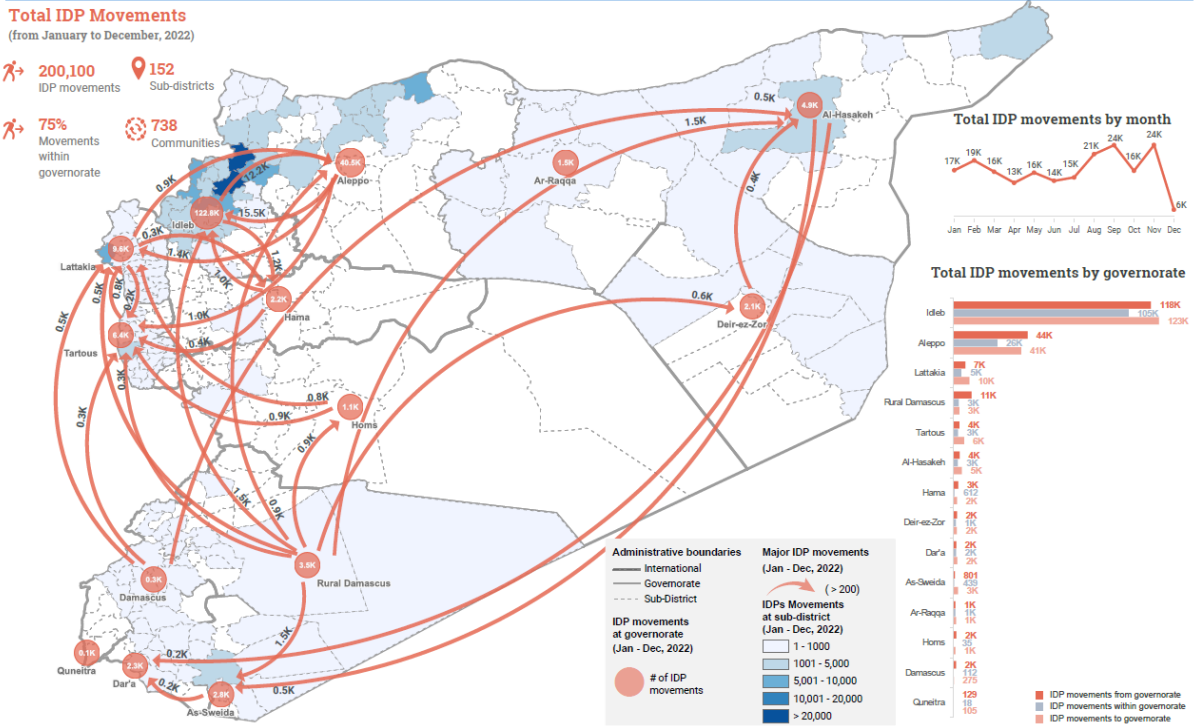 Total IDP Movements
(from January to December, 2022)
200,100
IDP movements
152
Sub-districts
75%
Movements
within
governorate
738
Communities
4.9K
Al-Hasakeh
0.5K
1.5K
40.5K
Aleppo
1.5K
Ar-Raqqa
0.4K
12.2K
0.9K
122.8K
Idleb
15.5K
0.3K
1.4K
9.6K
Lattakia
1.2K
1.0K
2.2K
Hama
0.5K
0.8K
0.2K
0.5K
1.0K
0.4K
6.4K
Tartous
0.6K
2.1K
Deir-ez-Zor
0.3K
0.3K
0.8K
0.9K
1.1K
Homs
0.9K
1.5K
0.9K
3.5K
Rural Damascus
0.3K
Damascus
1.5K
0.1K
Quneitra
2.3K
Dar'a
0.2K
0.2K
2.8K
As-Sweida
0.5K
Administrative boundaries
International
Governorate
Sub-District
IDP movements
at governorate
(Jan - Dec, 2022)
# of IDP
movements
Major IDP movements
(Jan - Dec, 2022)
( > 200)
IDPs Movements
at sub-district
(Jan - Dec, 2022)
1 - 1000
1001 - 5,000
5,001 - 10,000
10,001 - 20,000
> 20,000
Total IDP movements by month
17K 19K 16K 13K 16K 14K 15K 21K 24K 16K 24K 6K
Jan Feb Mar Apr May Jun Jul Aug Sep Oct Nov Dec
Total IDP movements by governorate
Idleb 118K 105K 123K
Aleppo 44K 26K 41K
Lattakia 7K 5K 10K
Rural Damascus 11K 3K 3K
Tartous 4K 3K 6K
Al-Hasakeh 4K 3K 5K
Hama 3K 612 2K
Deir-ez-Zor 2K 1K 2K
Dar'a 2K 2K 2K
As-Sweida 801 439 3K
Ar-Raqqa 1K 1K 1K
Homs 2K 35 1K
Damascus 2K 112 275
Quneitra 129 18 105
IDP movements from governorate
IDP movements within governorate
IDP movements to governorate